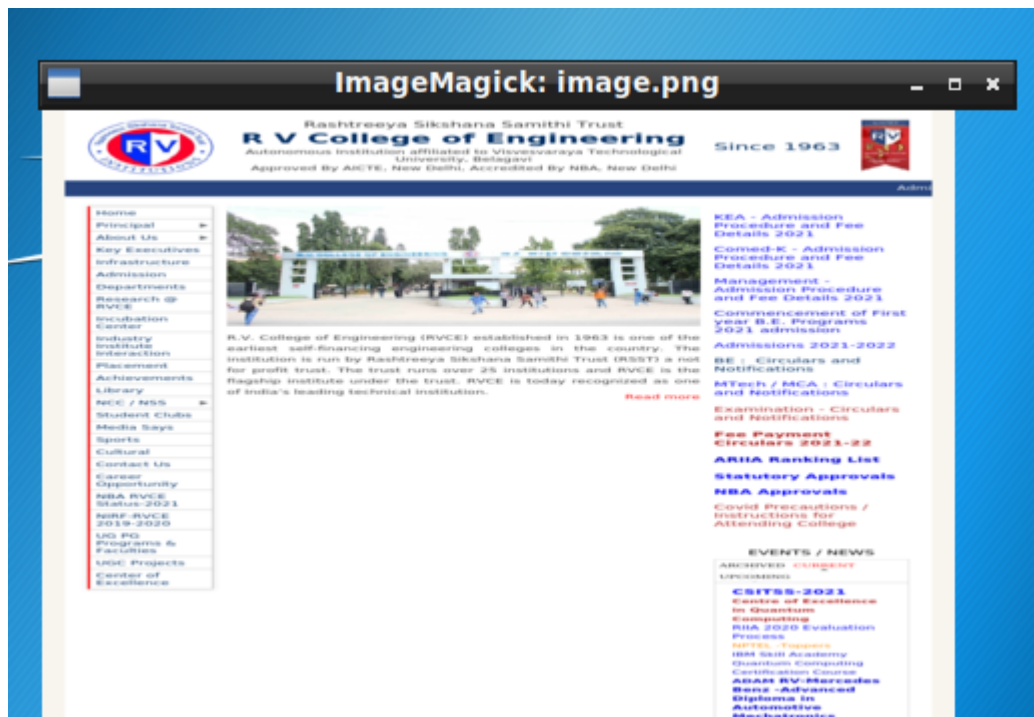 ImageMagick: image.png
Rashtreeya Sikshana Samithi Trust
R V College of Engineering
Autonomous Institution affiliated to Visvesvaraya Technological
University, Belagavi
Approved By AICTE, New Delhi, Accredited By NBA, New Delhi
RV
INSTITUTIONS
Since 1963
RV
Admi
Home
Principal
About Us
Key Executives
Infrastructure
Admission
Departments
Research @
RVCE
Incubation
Center
Industry
Institute
Interaction
Placement
Achievements
Library
NCC / NSS
Student Clubs
Media Says
Sports
Cultural
Contact Us
Career
Opportunity
NBA RVCE
Status-2021
NIRF-RVCE
2019-2020
UG PG
Programs &
Faculties
UGC Projects
Center of
Excellence
R.V. College of Engineering (RVCE) established in 1963 is one of the
earliest self-financing engineering colleges in the country. The
institution is run by Rashtreeya Sikshana Samithi Trust (RSST) a not
for profit trust. The trust runs over 25 institutions and RVCE is the
flagship institute under the trust. RVCE is today recognized as one
of India's leading technical institution.
Read more
KEA - Admission
Procedure and Fee
Details 2021
Comed-K - Admission
Procedure and Fee
Details 2021
Management -
Admission Procedure
and Fee Details 2021
Commencement of First
year B.E. Programs
2021 admission
Admissions 2021-2022
BE : Circulars and
Notifications
MTech / MCA : Circulars
and Notifications
Examination - Circulars
and Notifications
Fee Payment
Circulars 2021-22
ARIIA Ranking List
Statutory Approvals
NBA Approvals
Covid Precautions /
Instructions for
Attending College
EVENTS / NEWS
ARCHIVED CURRENT
UPCOMING
CSITSS-2021
Centre of Excellence
in Quantum
Computing
RIIA 2020 Evaluation
Process
NPTEL -Toppers
IBM Skill Academy
Quantum Computing
Certification Course
ADAM RV-Mercedes
Benz -Advanced
Diploma in
Automotive
Mechatronics